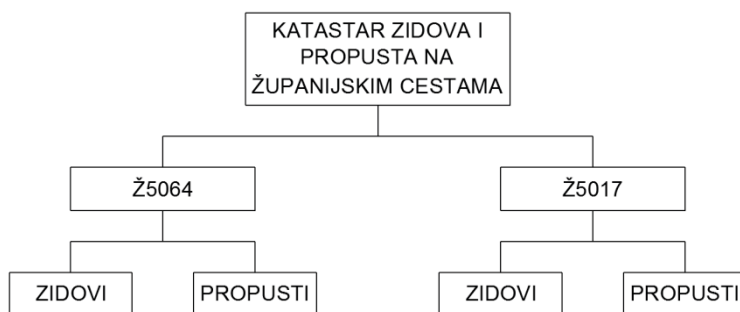 KATASTAR ZIDOVA I
PROPUSTA NA
ŽUPANIJSKIM CESTAMA
Ž5064
Ž5017
ZIDOVI
PROPUSTI
ZIDOVI
PROPUSTI